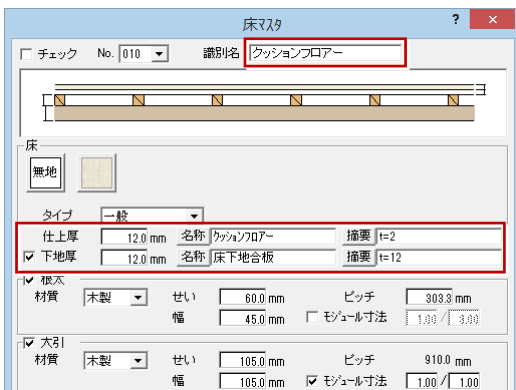 床ﾏｽﾀ ? ×
チェック No. 010 識別名 クッションフロアー
床
無地
タイプ 一般
仕上厚 12.0 mm 名称 ｸｯｼｮﾝﾌﾛｱｰ 摘要 t=2
下地厚 12.0 mm 名称 床下地合板 摘要 t=12
根太
材質 木製 せい 60.0 mm ピッチ 303.3 mm
幅 45.0 mm ﾓｼﾞｭｰﾙ寸法 1.00 / 3.00
大引
材質 木製 せい 105.0 mm ピッチ 910.0 mm
幅 105.0 mm ﾓｼﾞｭｰﾙ寸法 1.00 / 1.00